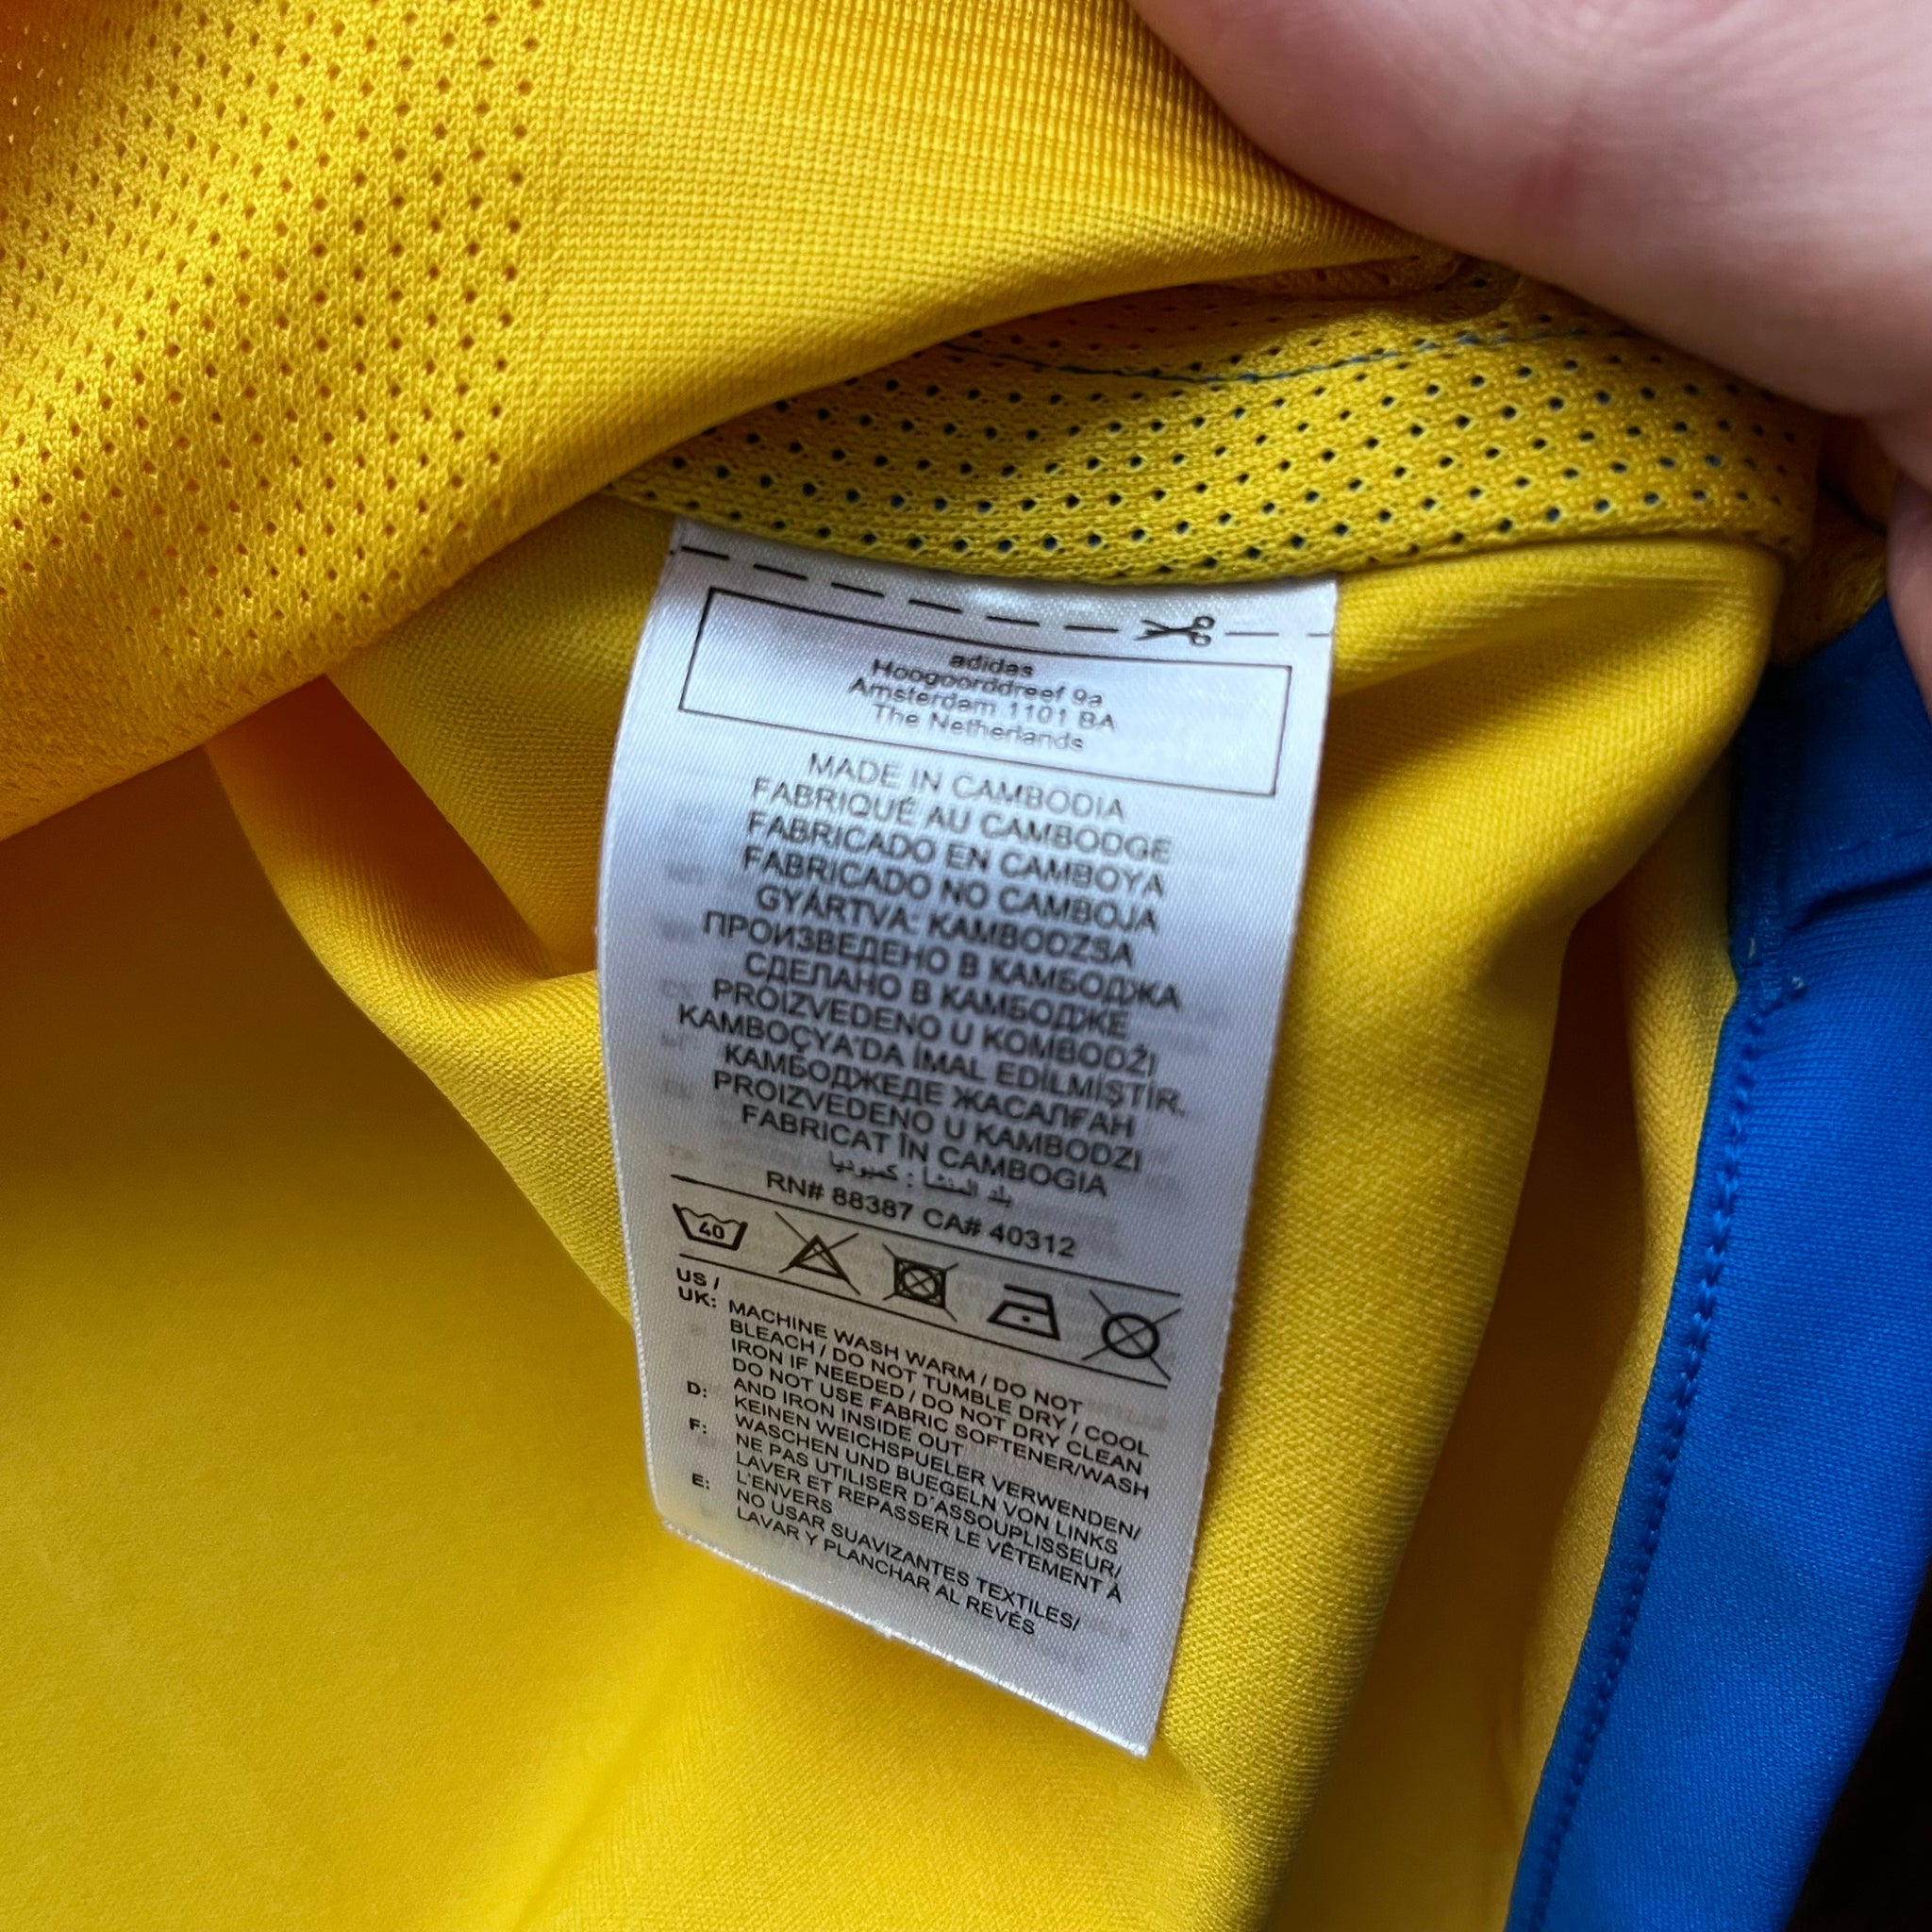 adidas
Hoogoorddreef 9a
Amsterdam 1101 BA
The Netherlands
MADE IN CAMBODIA
FABRIQUÉ AU CAMBODGE
FABRICADO EN CAMBOYA
FABRICADO NO CAMBOJA
GYÁRTVA: KAMBODZSA
ПРОИЗВЕДЕНО В КАМБОДЖА
СДЕЛАНО В КАМБОДЖЕ
PROIZVEDENO U KOMBODŽI
KAMBOÇYA'DA İMAL EDİLMİŞTİR.
КАМБОДЖЕДЕ ЖАСАЛҒАН
PROIZVEDENO U KAMBODZI
FABRICAT ÎN CAMBOGIA
بلد المنشأ : كمبوديا
RN# 88387 CA# 40312
40
US /
UK: MACHINE WASH WARM / DO NOT
BLEACH / DO NOT TUMBLE DRY / COOL
IRON IF NEEDED / DO NOT DRY CLEAN
DO NOT USE FABRIC SOFTENER/WASH
AND IRON INSIDE OUT
D: KEINEN WEICHSPUELER VERWENDEN/
WASCHEN UND BUEGELN VON LINKS
F: NE PAS UTILISER D'ASSOUPLISSEUR/
LAVER ET REPASSER LE VÊTEMENT À
L'ENVERS
E: NO USAR SUAVIZANTES TEXTILES/
LAVAR Y PLANCHAR AL REVÉS